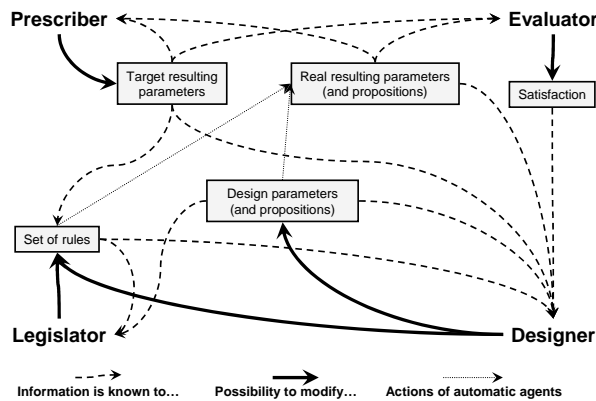 Prescriber
Evaluator
Target resulting
parameters
Real resulting parameters
(and propositions)
Satisfaction
Design parameters
(and propositions)
Set of rules
Legislator
Designer
Information is known to…
Possibility to modify…
Actions of automatic agents